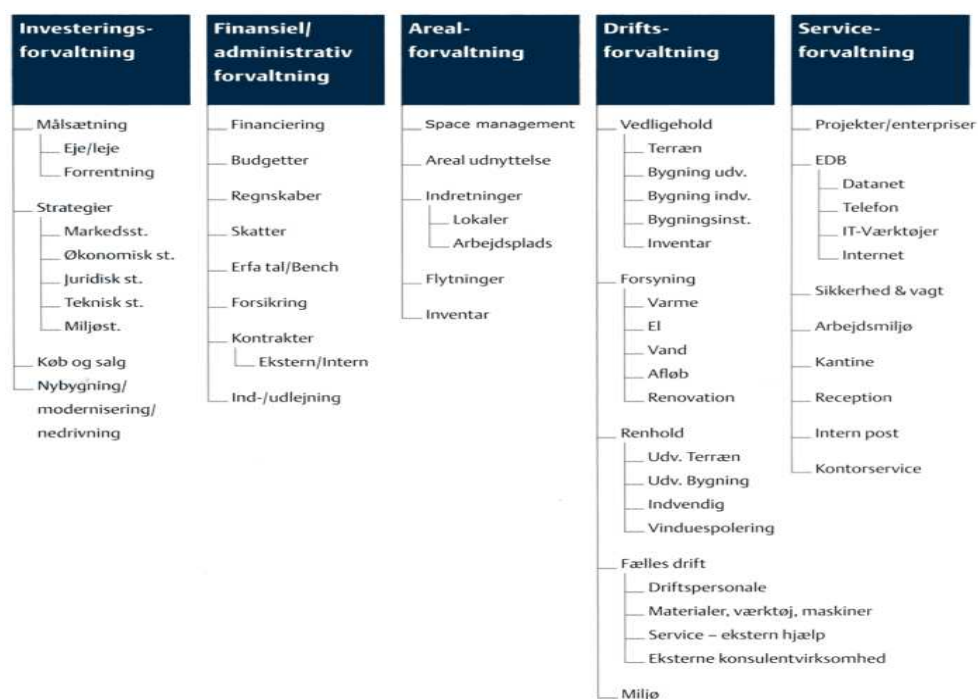 Investerings-
forvaltning
Målsætning
Eje/leje
Forrentning
Strategier
Markedsst.
Økonomisk st.
Juridisk st.
Teknisk st.
Miljøst.
Køb og salg
Nybygning/
modernisering/
nedrivning
Finansiel/
administrativ
forvaltning
Financiering
Budgetter
Regnskaber
Skatter
Erfa tal/Bench
Forsikring
Kontrakter
Ekstern/Intern
Ind-/udlejning
Areal-
forvaltning
Space management
Areal udnyttelse
Indretninger
Lokaler
Arbejdsplads
Flytninger
Inventar
Drifts-
forvaltning
Vedligehold
Terræn
Bygning udv.
Bygning indv.
Bygningsinst.
Inventar
Forsyning
Varme
El
Vand
Afløb
Renovation
Renhold
Udv. Terræn
Udv. Bygning
Indvendig
Vinduespolering
Fælles drift
Driftspersonale
Materialer, værktøj, maskiner
Service – ekstern hjælp
Eksterne konsulentvirksomhed
Miljø
Service-
forvaltning
Projekter/enterpriser
EDB
Datanet
Telefon
IT-Værktøjer
Internet
Sikkerhed & vagt
Arbejdsmiljø
Kantine
Reception
Intern post
Kontorservice